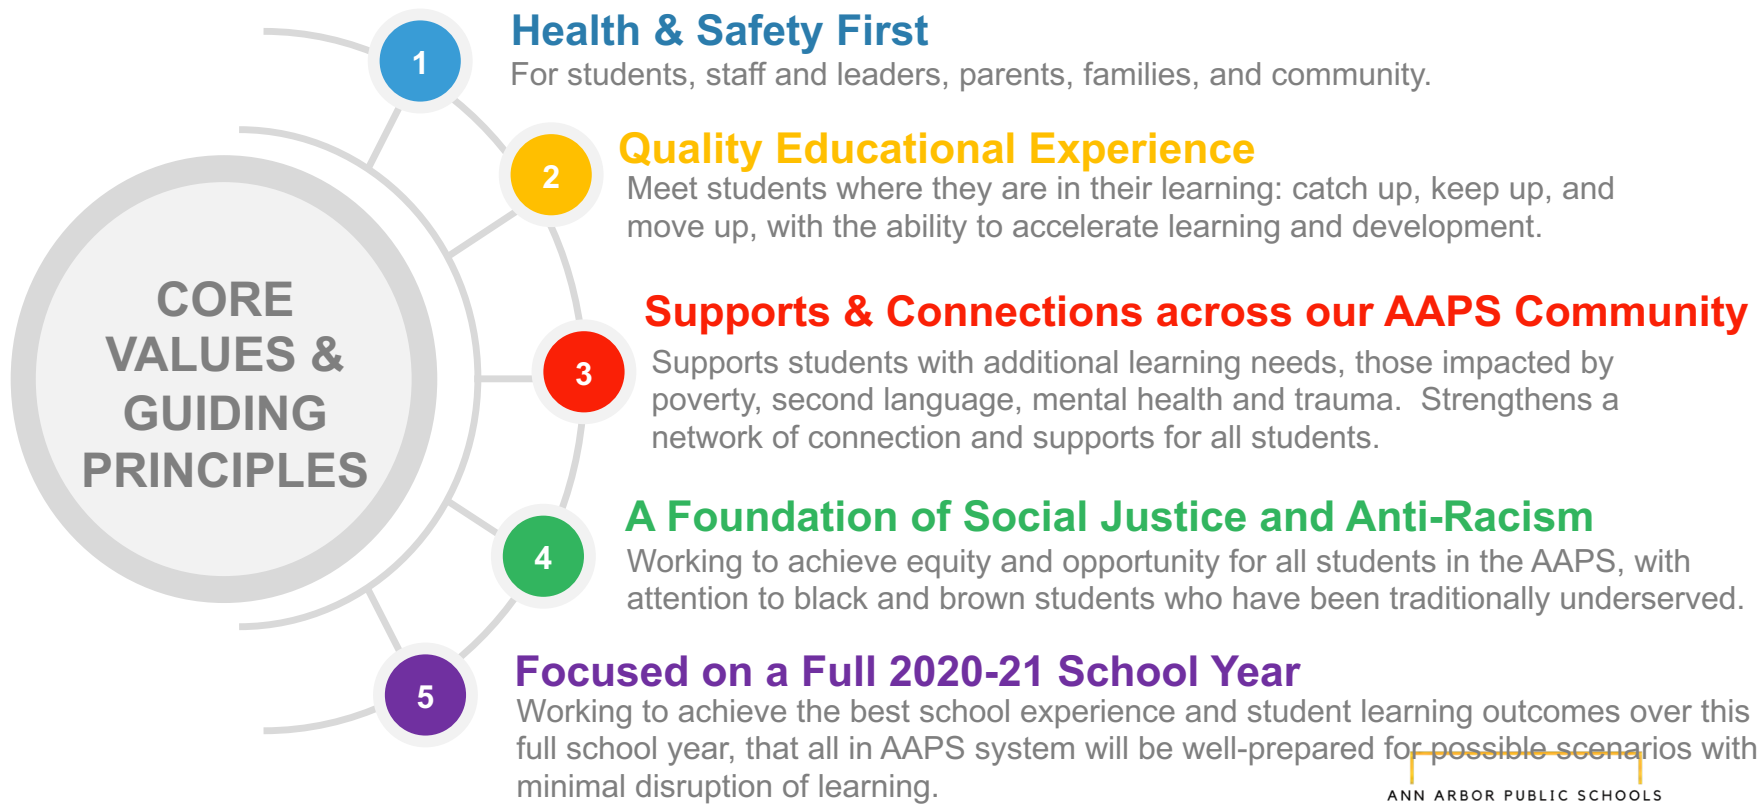 CORE
VALUES &
GUIDING
PRINCIPLES
1
Health & Safety First
For students, staff and leaders, parents, families, and community.
2
Quality Educational Experience
Meet students where they are in their learning: catch up, keep up, and
move up, with the ability to accelerate learning and development.
3
Supports & Connections across our AAPS Community
Supports students with additional learning needs, those impacted by
poverty, second language, mental health and trauma.  Strengthens a
network of connection and supports for all students.
4
A Foundation of Social Justice and Anti-Racism
Working to achieve equity and opportunity for all students in the AAPS, with
attention to black and brown students who have been traditionally underserved.
5
Focused on a Full 2020-21 School Year
Working to achieve the best school experience and student learning outcomes over this
full school year, that all in AAPS system will be well-prepared for possible scenarios with
minimal disruption of learning.
ANN ARBOR PUBLIC SCHOOLS